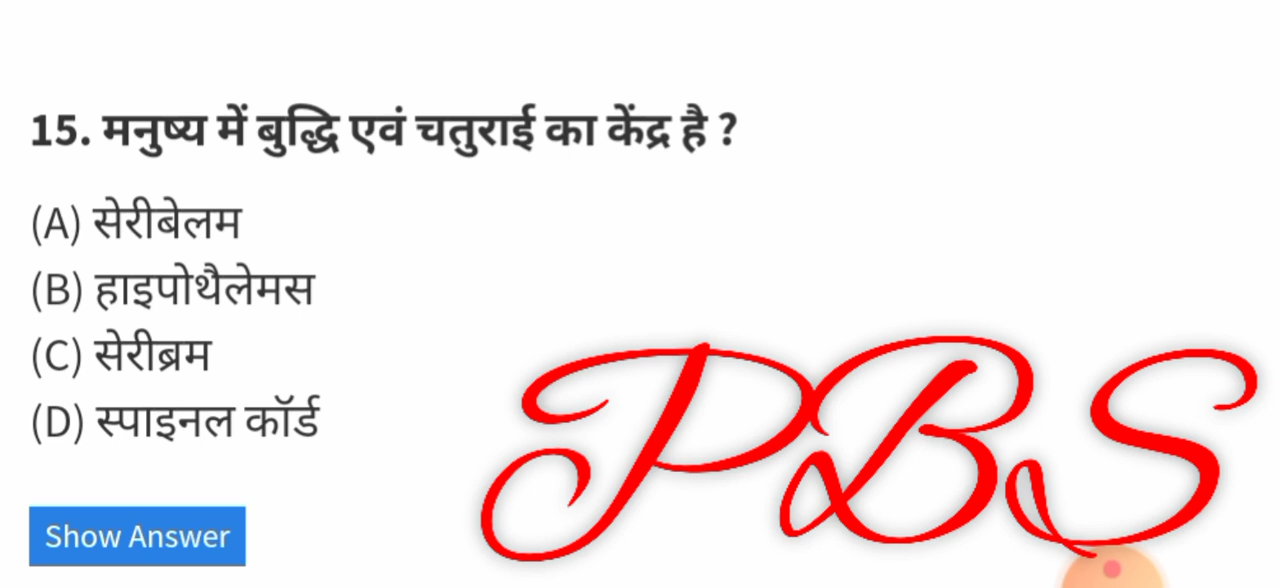 15. मनुष्य में बुद्धि एवं चतुराई का केंद्र है ?
(A) सेरीबेलम
(B) हाइपोथैलेमस
(C) सेरीब्रम
(D) स्पाइनल कॉर्ड
PBS
Show Answer